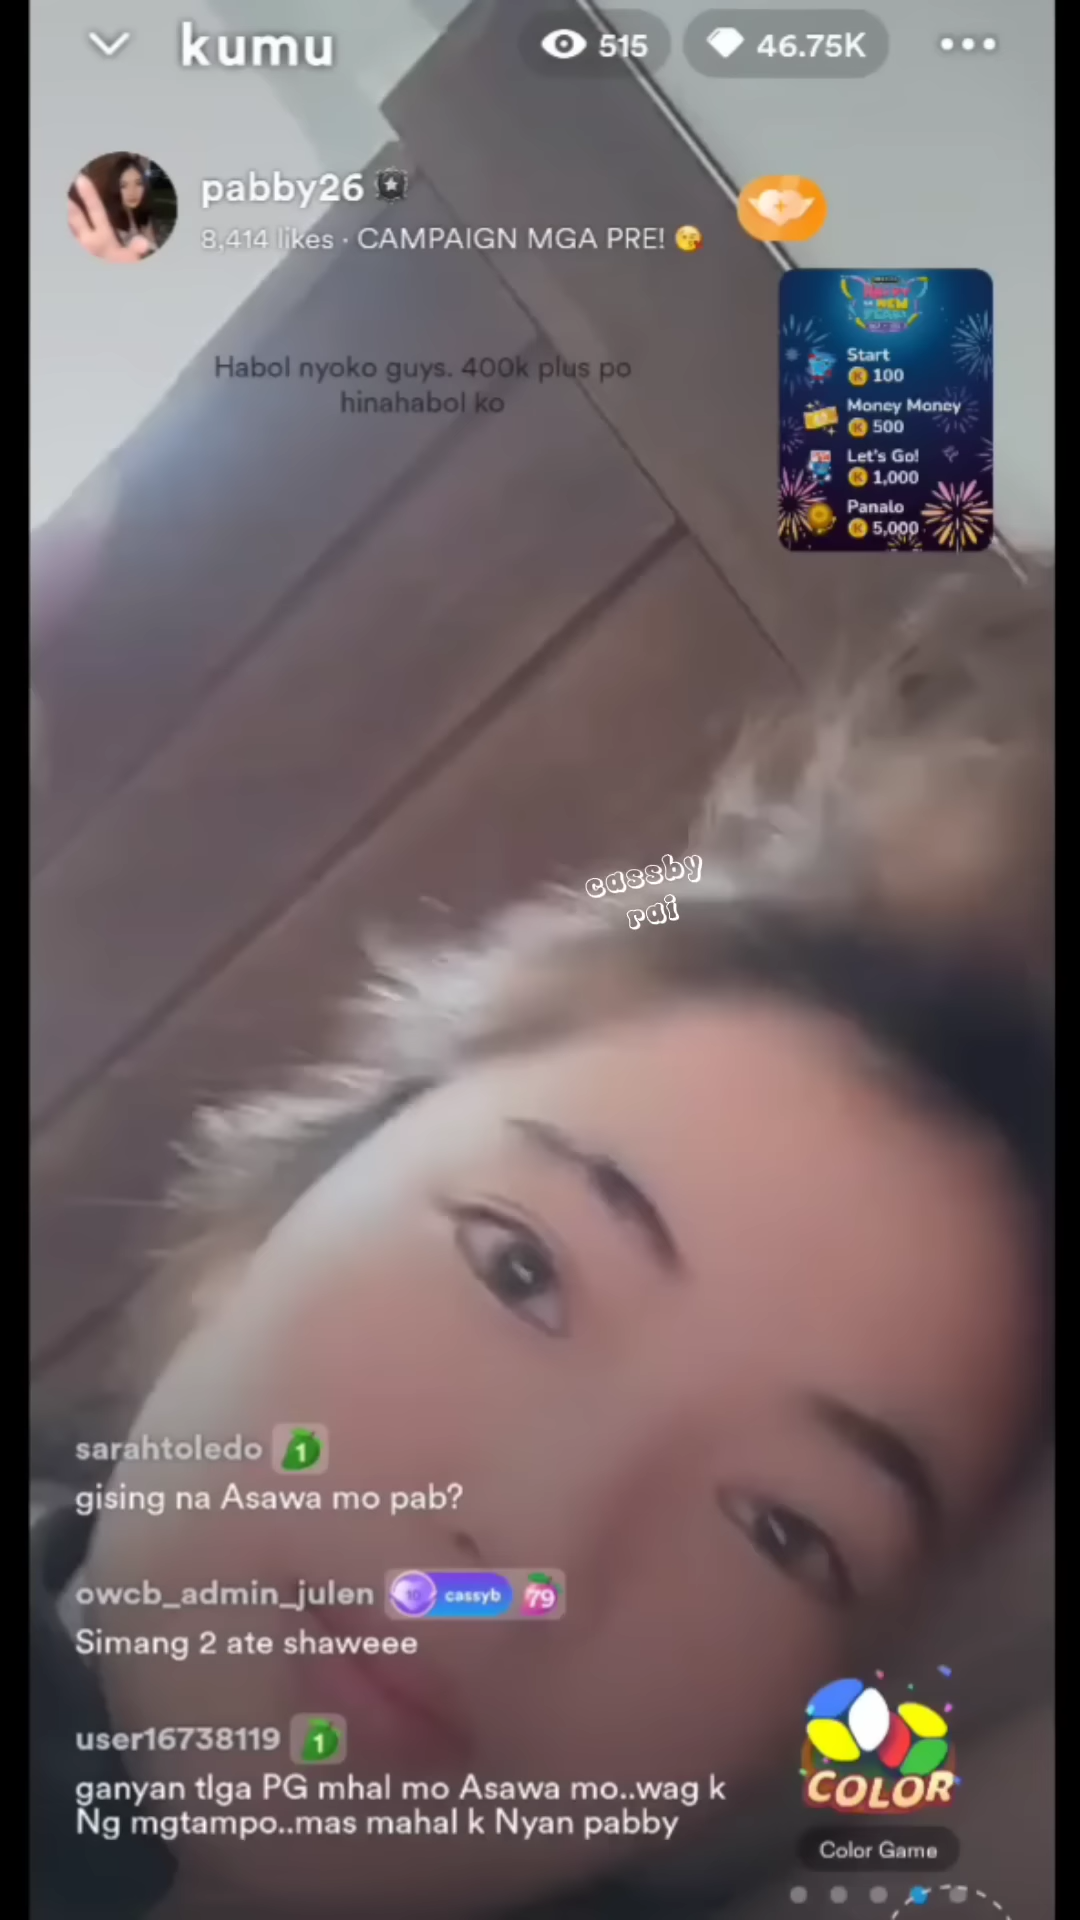 kumu
515
46.75K
pabby26
8,414 likes · CAMPAIGN MGA PRE! 😘
Habol nyoko guys. 400k plus po
hinahabol ko
Start
100
Money Money
500
Let's Go!
1,000
Panalo
5,000
cassby
rai
sarahtoledo 1
gising na Asawa mo pab?
owcb_admin_julen 10 cassyb 79
Simang 2 ate shaweee
user16738119 1
ganyan tlga PG mhal mo Asawa mo..wag k
Ng mgtampo..mas mahal k Nyan pabby
COLOR
Color Game